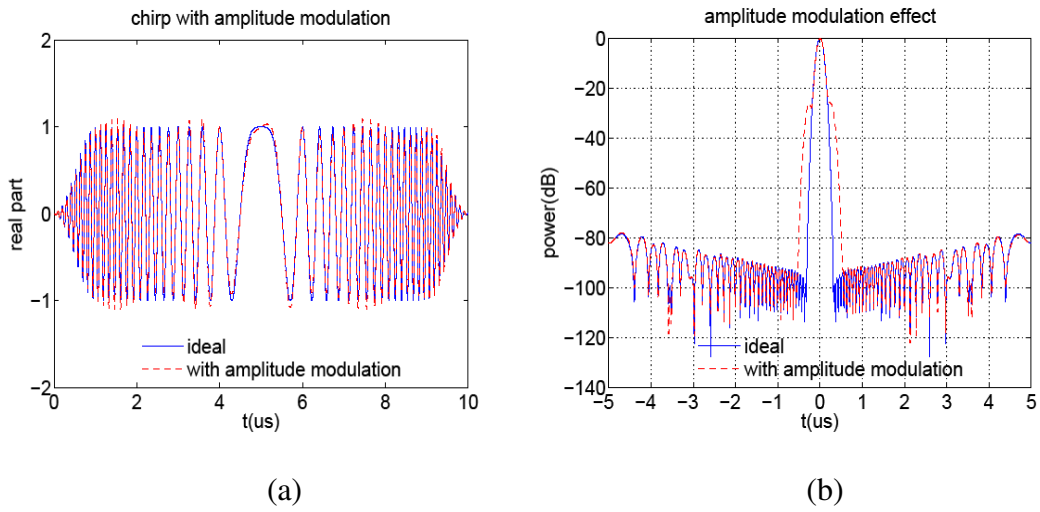 chirp with amplitude modulation
2
1
0
−1
−2
real part
ideal
with amplitude modulation
0 2 4 6 8 10
t(us)
(a)
amplitude modulation effect
0
−20
−40
−60
−80
−100
−120
−140
power(dB)
ideal
with amplitude modulation
−5 −4 −3 −2 −1 0 1 2 3 4 5
t(us)
(b)